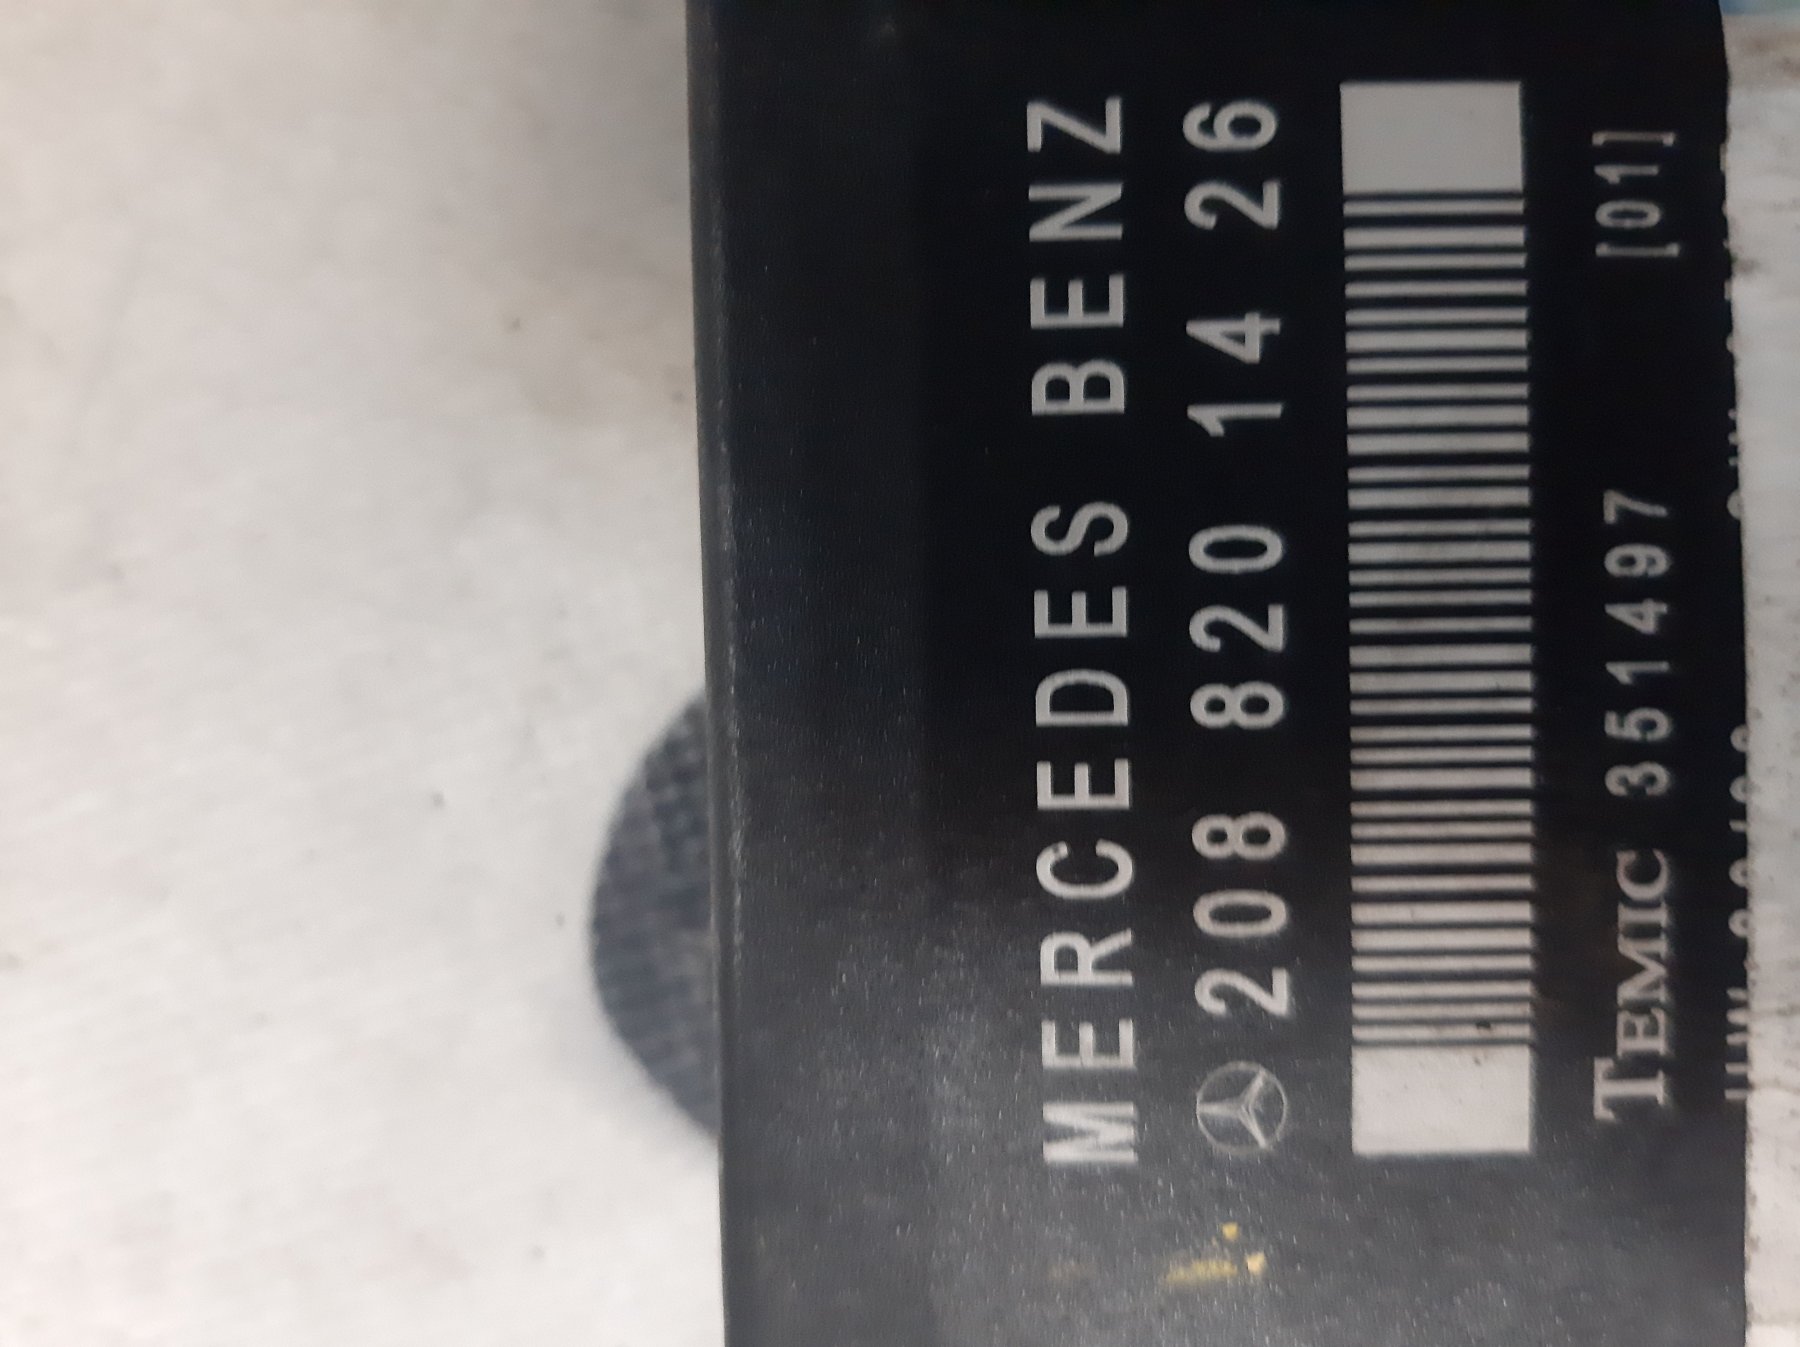 MERCEDES BENZ
208 820 14 26
TEMIC 351497 [01]